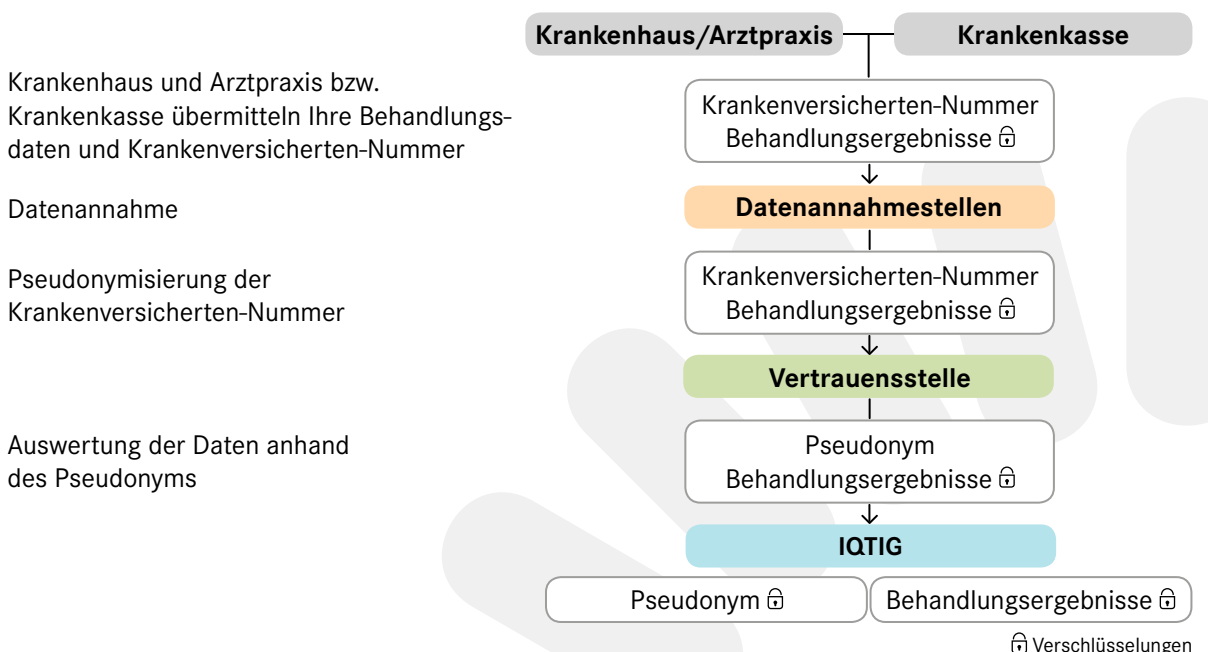 Krankenhaus/Arztpraxis
Krankenkasse
Krankenhaus und Arztpraxis bzw.
Krankenkasse übermitteln Ihre Behandlungs-
daten und Krankenversicherten-Nummer
Krankenversicherten-Nummer
Behandlungsergebnisse
Datenannahme
Datenannahmestellen
Pseudonymisierung der
Krankenversicherten-Nummer
Krankenversicherten-Nummer
Behandlungsergebnisse
Vertrauensstelle
Auswertung der Daten anhand
des Pseudonyms
Pseudonym
Behandlungsergebnisse
IQTIG
Pseudonym
Behandlungsergebnisse
Verschlüsselungen